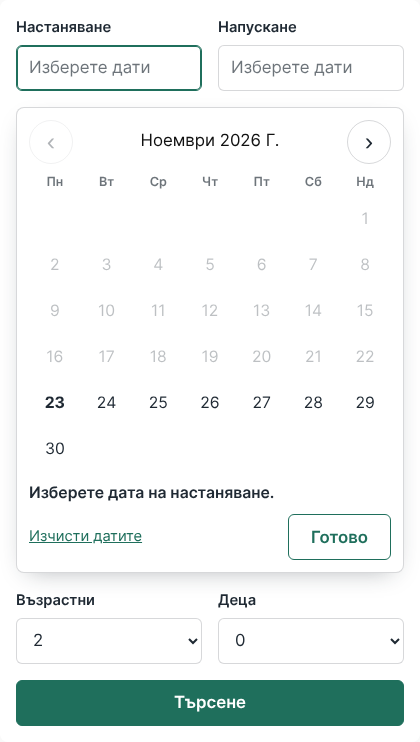 Настаняване Напускане
Изберете дати Изберете дати
‹ Ноември 2026 Г. ›
Пн Вт Ср Чт Пт Сб Нд
1
2 3 4 5 6 7 8
9 10 11 12 13 14 15
16 17 18 19 20 21 22
23 24 25 26 27 28 29
30
Изберете дата на настаняване.
Изчисти датите Готово
Възрастни Деца
2 0
Търсене